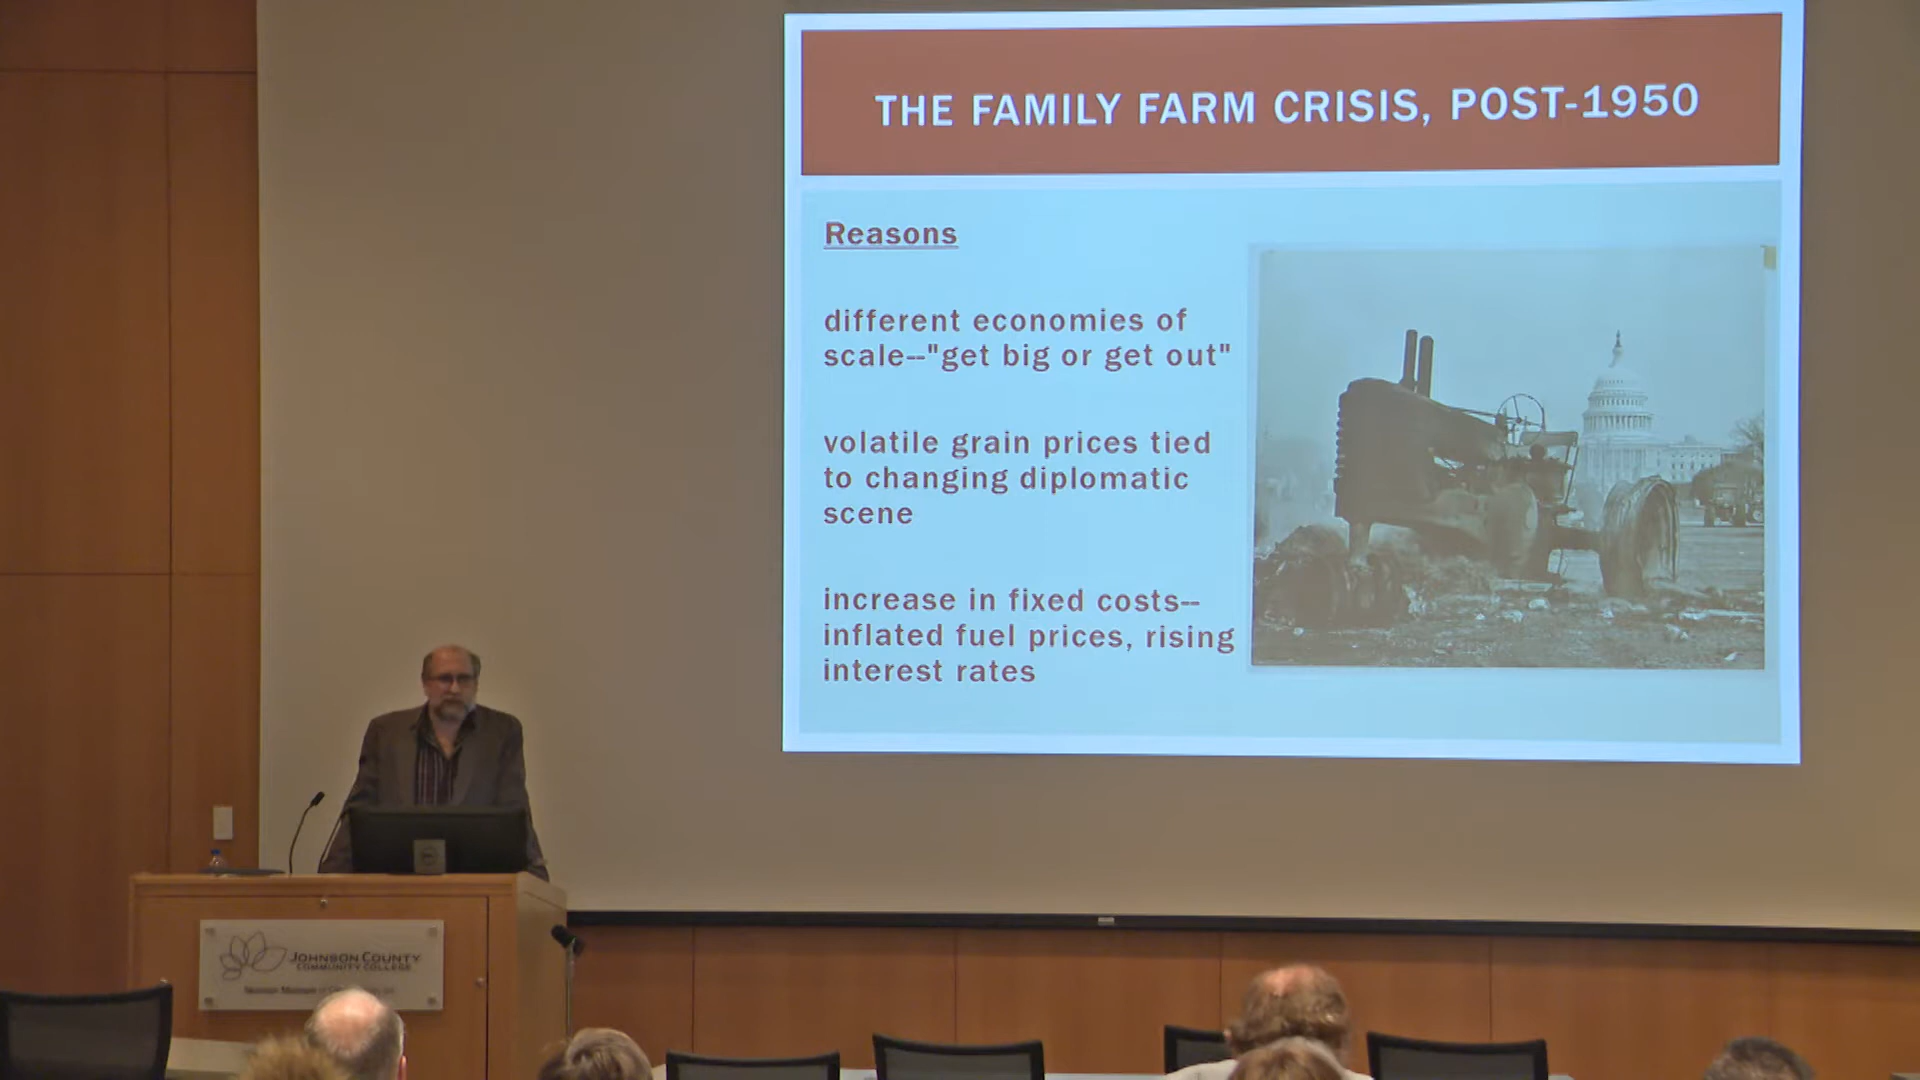 THE FAMILY FARM CRISIS, POST-1950
Reasons
different economies of
scale--"get big or get out"
volatile grain prices tied
to changing diplomatic
scene
increase in fixed costs--
inflated fuel prices, rising
interest rates
JOHNSON COUNTY
COMMUNITY COLLEGE